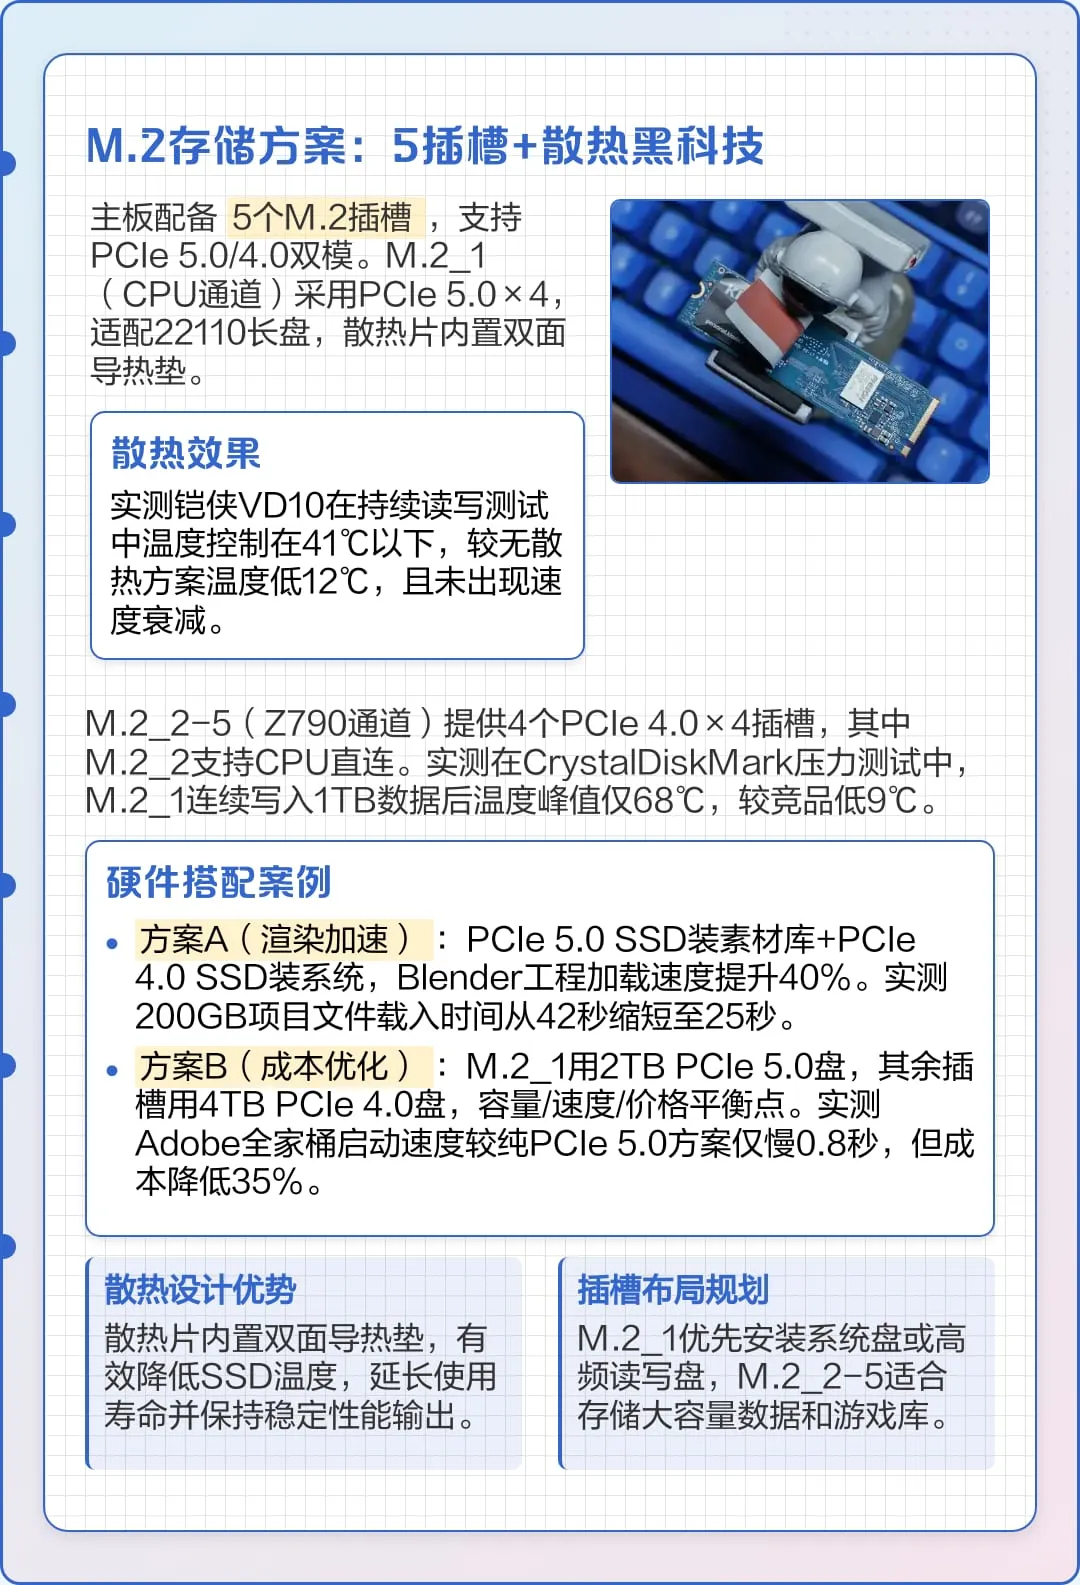 M.2存储方案：5插槽+散热黑科技
主板配备 5个M.2插槽，支持
PCIe 5.0/4.0双模。M.2_1
（CPU通道）采用PCIe 5.0×4，
适配22110长盘，散热片内置双面
导热垫。
散热效果
实测铠侠VD10在持续读写测试
中温度控制在41℃以下，较无散
热方案温度低12℃，且未出现速
度衰减。
M.2_2-5（Z790通道）提供4个PCIe 4.0×4插槽，其中
M.2_2支持CPU直连。实测在CrystalDiskMark压力测试中，
M.2_1连续写入1TB数据后温度峰值仅68℃，较竞品低9℃。
硬件搭配案例
• 方案A（渲染加速）：PCIe 5.0 SSD装素材库+PCIe
4.0 SSD装系统，Blender工程加载速度提升40%。实测
200GB项目文件载入时间从42秒缩短至25秒。
• 方案B（成本优化）：M.2_1用2TB PCIe 5.0盘，其余插
槽用4TB PCIe 4.0盘，容量/速度/价格平衡点。实测
Adobe全家桶启动速度较纯PCIe 5.0方案仅慢0.8秒，但成
本降低35%。
散热设计优势
散热片内置双面导热垫，有
效降低SSD温度，延长使用
寿命并保持稳定性能输出。
插槽布局规划
M.2_1优先安装系统盘或高
频读写盘，M.2_2-5适合
存储大容量数据和游戏库。